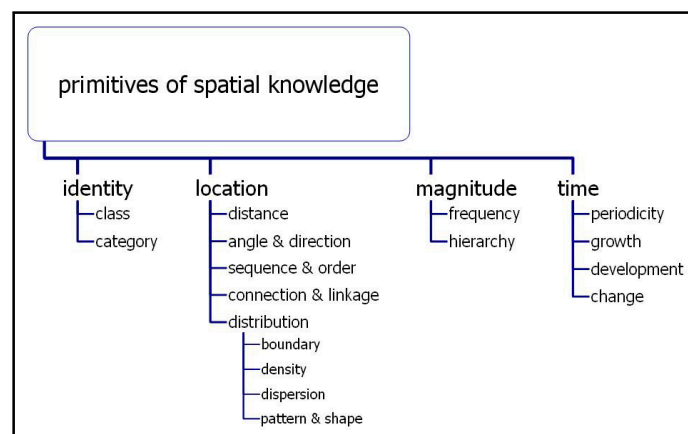 primitives of spatial knowledge
identity
class
category
location
distance
angle & direction
sequence & order
connection & linkage
distribution
boundary
density
dispersion
pattern & shape
magnitude
frequency
hierarchy
time
periodicity
growth
development
change